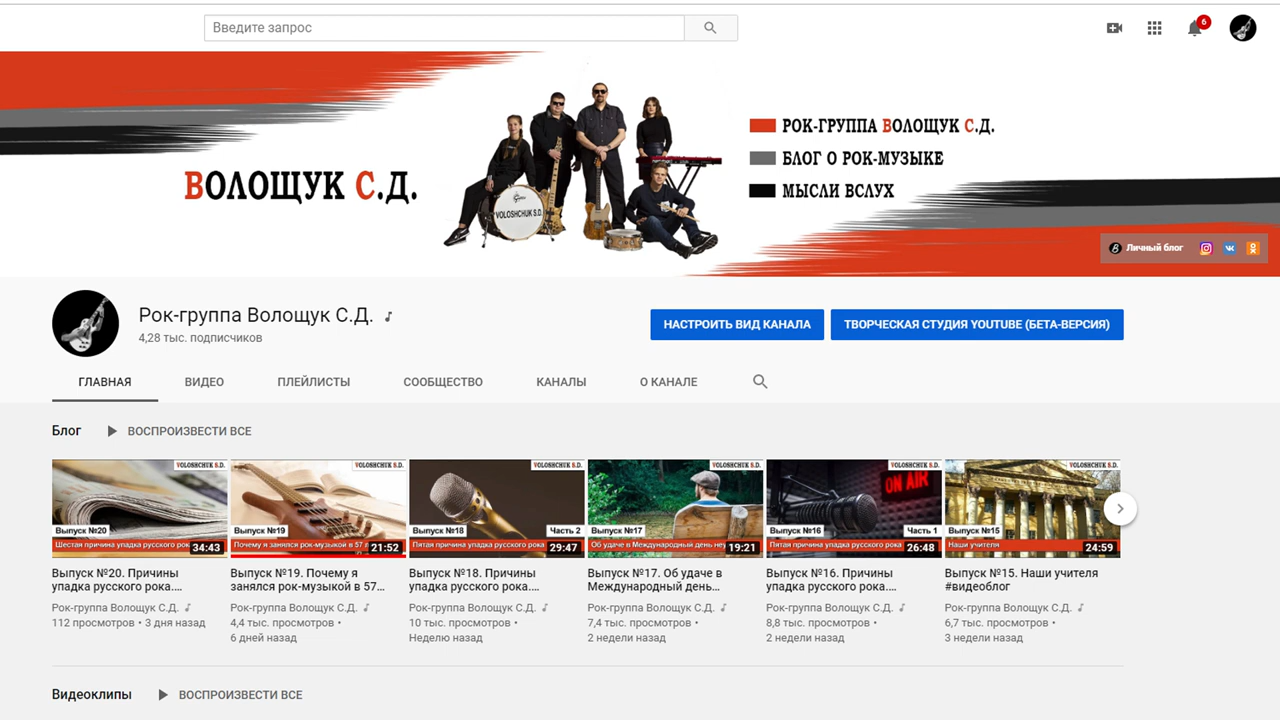 Введите запрос
6
РОК-ГРУППА ВОЛОЩУК С.Д.
БЛОГ О РОК-МУЗЫКЕ
МЫСЛИ ВСЛУХ
ВОЛОЩУК С.Д.
VOLOSHCHUK S.D.
Личный блог
Рок-группа Волощук С.Д.
4,28 тыс. подписчиков
НАСТРОИТЬ ВИД КАНАЛА
ТВОРЧЕСКАЯ СТУДИЯ YOUTUBE (БЕТА-ВЕРСИЯ)
ГЛАВНАЯ ВИДЕО ПЛЕЙЛИСТЫ СООБЩЕСТВО КАНАЛЫ О КАНАЛЕ
Блог ВОСПРОИЗВЕСТИ ВСЕ
VOLOSHCHUK S.D.
Выпуск №20
Шестая причина упадка русского рок
34:43
Выпуск №20. Причины
упадка русского рока....
Рок-группа Волощук С.Д.
112 просмотров • 3 дня назад
VOLOSHCHUK S.D.
Выпуск №19
Почему я занялся рок-музыкой в 57 л
21:52
Выпуск №19. Почему я
занялся рок-музыкой в 57...
Рок-группа Волощук С.Д.
4,4 тыс. просмотров •
6 дней назад
VOLOSHCHUK S.D.
Выпуск №18 Часть 2
Пятая причина упадка русского рока
29:47
Выпуск №18. Причины
упадка русского рока....
Рок-группа Волощук С.Д.
10 тыс. просмотров •
Неделю назад
VOLOSHCHUK S.D.
Выпуск №17
Об удаче в Международный день неу
19:21
Выпуск №17. Об удаче в
Международный день...
Рок-группа Волощук С.Д.
7,4 тыс. просмотров •
2 недели назад
VOLOSHCHUK S.D.
ON AIR
Выпуск №16 Часть 1
Пятая причина упадка русского рока
26:48
Выпуск №16. Причины
упадка русского рока....
Рок-группа Волощук С.Д.
8,8 тыс. просмотров •
2 недели назад
VOLOSHCHUK S.D.
Выпуск №15
Наши учителя
24:59
Выпуск №15. Наши учителя
#видеоблог
Рок-группа Волощук С.Д.
6,7 тыс. просмотров •
3 недели назад
Видеоклипы ВОСПРОИЗВЕСТИ ВСЕ